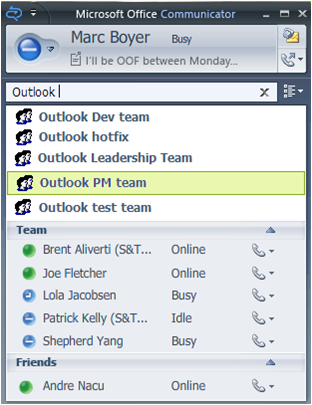 Microsoft Office Communicator
Marc Boyer Busy
I'll be OOF between Monday...
Outlook
Outlook Dev team
Outlook hotfix
Outlook Leadership Team
Outlook PM team
Outlook test team
Team
Brent Aliverti (S&T... Online
Joe Fletcher Online
Lola Jacobsen Busy
Patrick Kelly (S&T... Idle
Shepherd Yang Busy
Friends
Andre Nacu Online